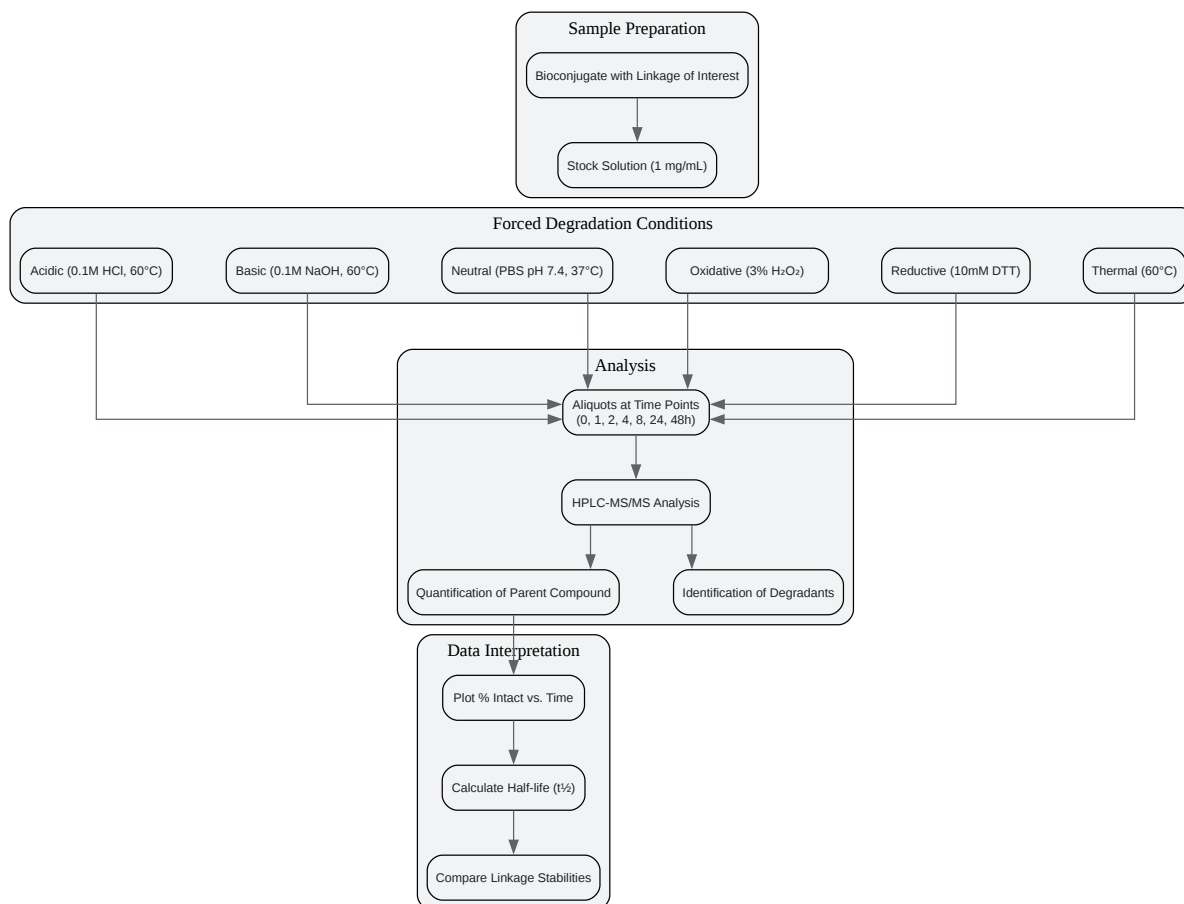 Sample Preparation
Bioconjugate with Linkage of Interest
Stock Solution (1 mg/mL)
Forced Degradation Conditions
Acidic (0.1M HCl, 60°C)
Basic (0.1M NaOH, 60°C)
Neutral (PBS pH 7.4, 37°C)
Oxidative (3% H₂O₂)
Reductive (10mM DTT)
Thermal (60°C)
Analysis
Aliquots at Time Points
(0, 1, 2, 4, 8, 24, 48h)
HPLC-MS/MS Analysis
Quantification of Parent Compound
Identification of Degradants
Data Interpretation
Plot % Intact vs. Time
Calculate Half-life (t½)
Compare Linkage Stabilities